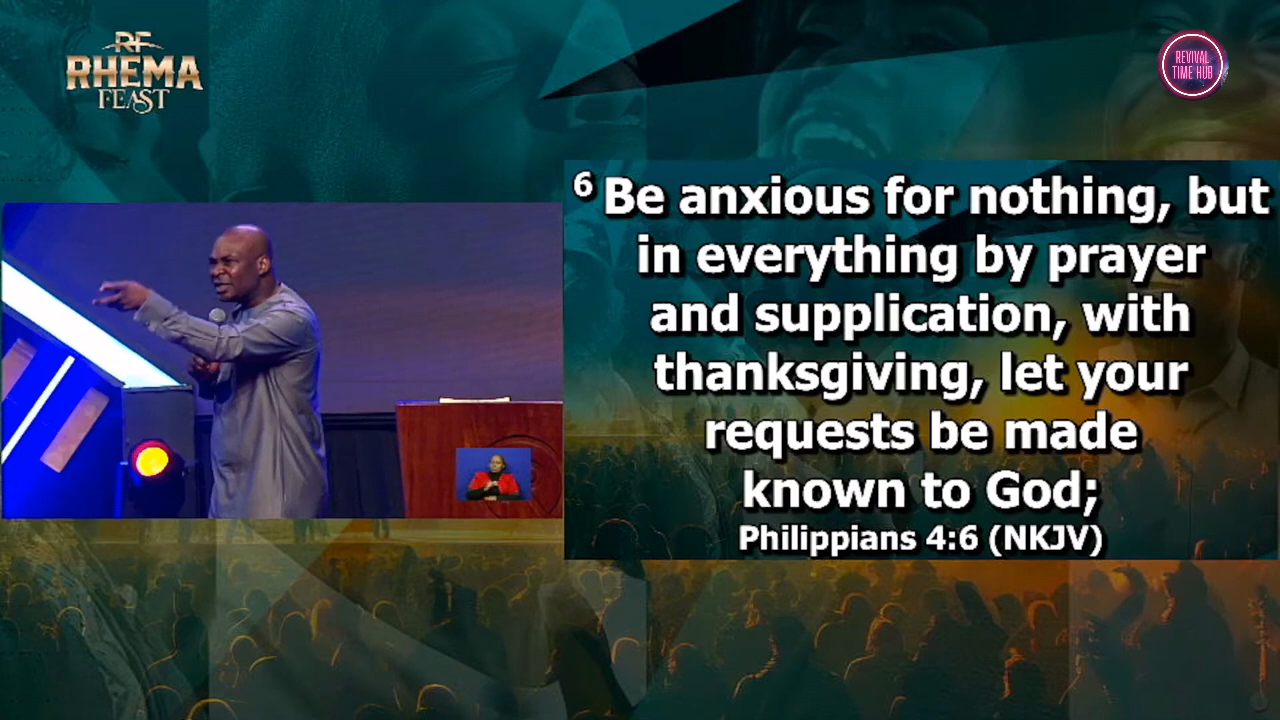 RF
RHEMA
FEAST
REVIVAL
TIME HUB
6 Be anxious for nothing, but
in everything by prayer
and supplication, with
thanksgiving, let your
requests be made
known to God;
Philippians 4:6 (NKJV)